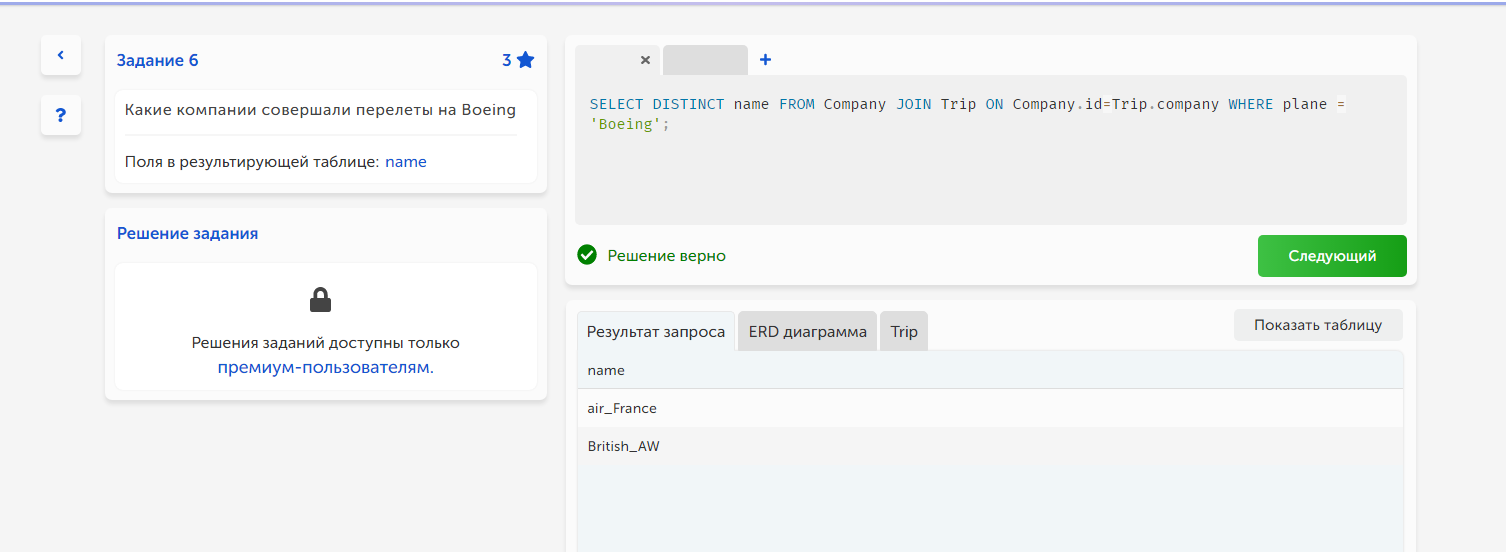 Задание 6
3
Какие компании совершали перелеты на Boeing
Поля в результирующей таблице: name
Решение задания
Решения заданий доступны только
премиум-пользователям.
?
SELECT DISTINCT name FROM Company JOIN Trip ON Company.id=Trip.company WHERE plane =
'Boeing';
Решение верно
Следующий
Результат запроса
ERD диаграмма
Trip
Показать таблицу
name
air_France
British_AW